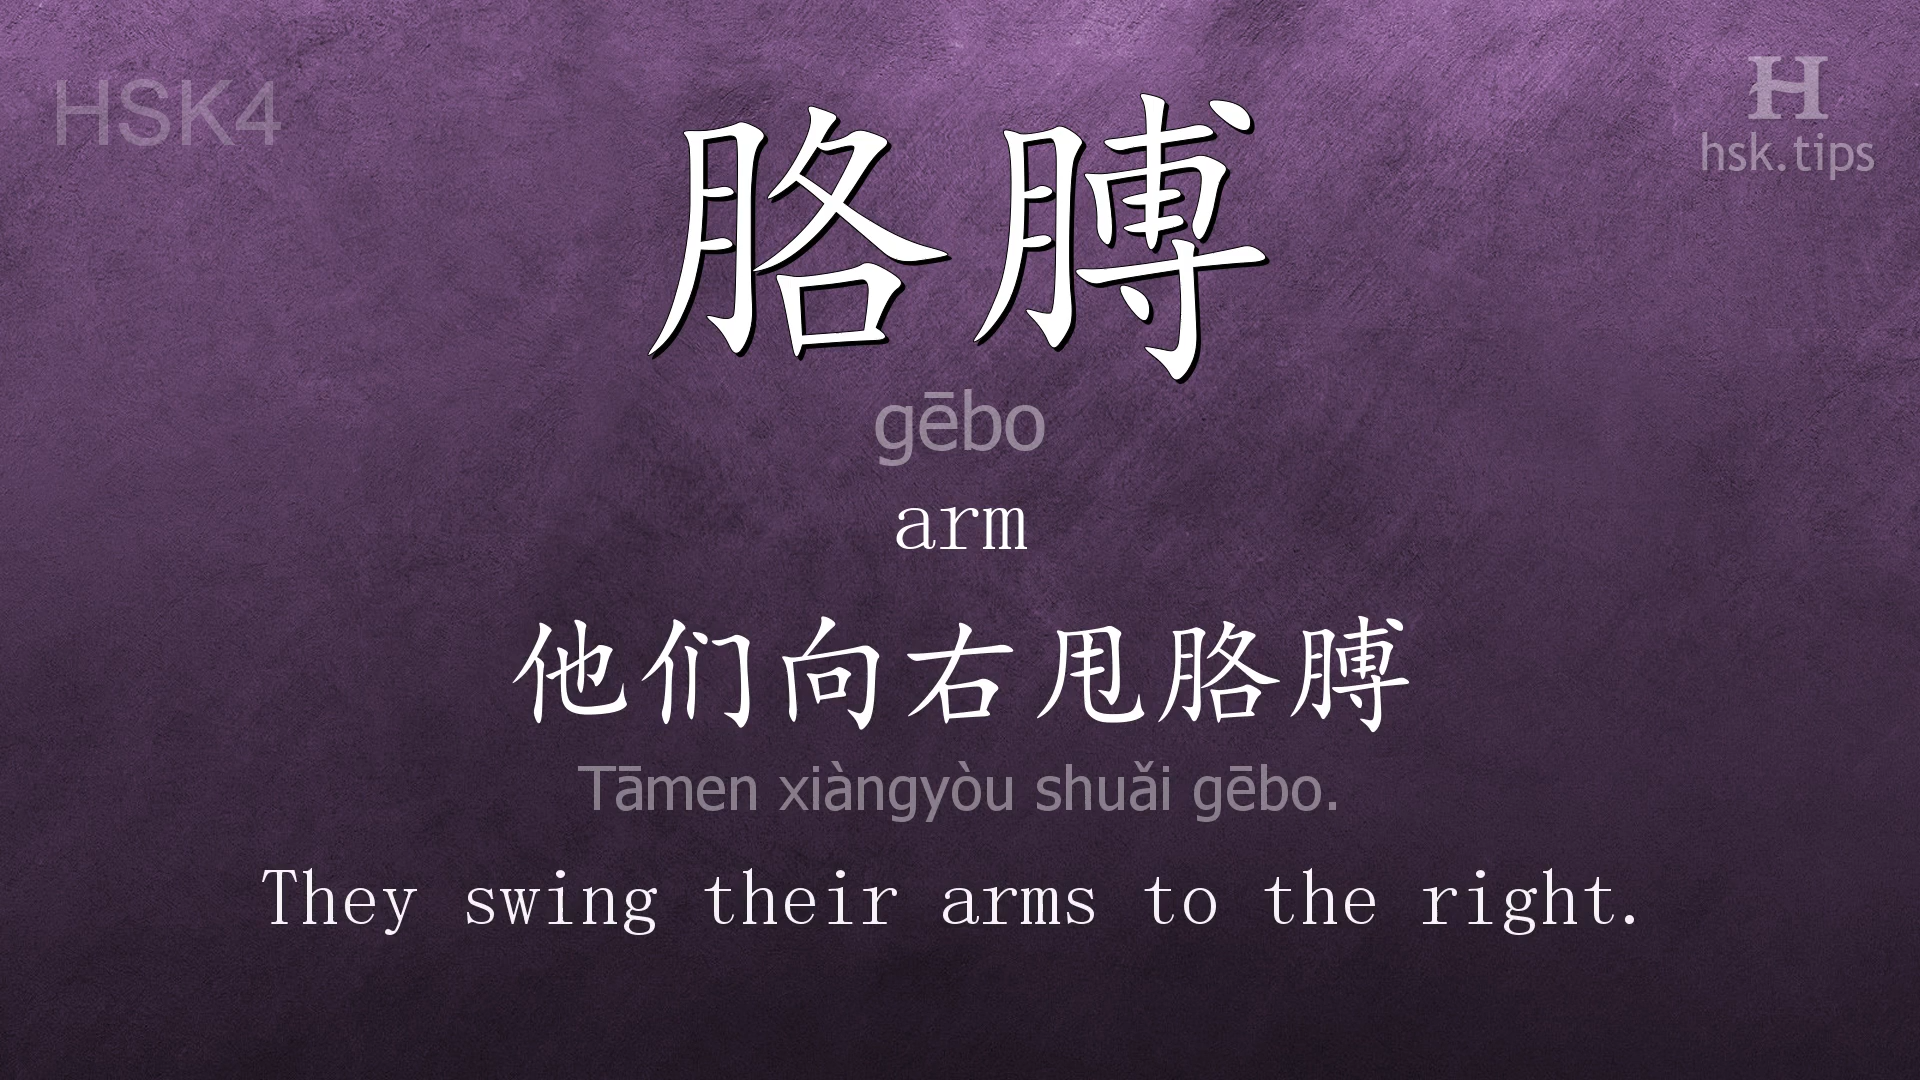 HSK4
H
hsk.tips
胳膊
gēbo
arm
他们向右甩胳膊
Tāmen xiàngyòu shuǎi gēbo.
They swing their arms to the right.